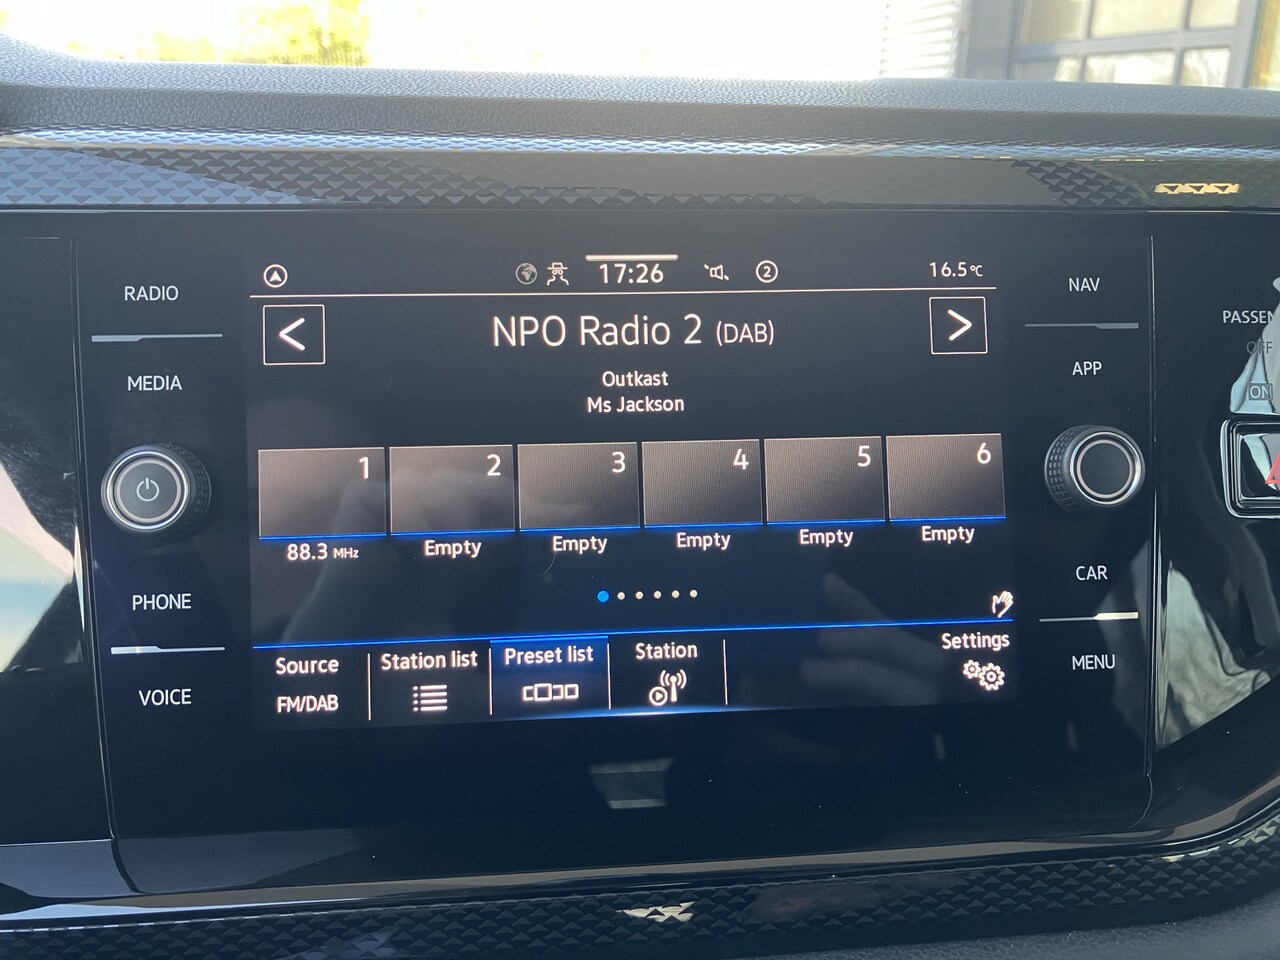 17:26
2
16.5°C
RADIO
MEDIA
PHONE
VOICE
NPO Radio 2 (DAB)
Outkast
Ms Jackson
1
2
3
4
5
6
88.3 MHz
Empty
Empty
Empty
Empty
Empty
Source
FM/DAB
Station list
Preset list
Station
Settings
NAV
APP
CAR
MENU
OFF
ON